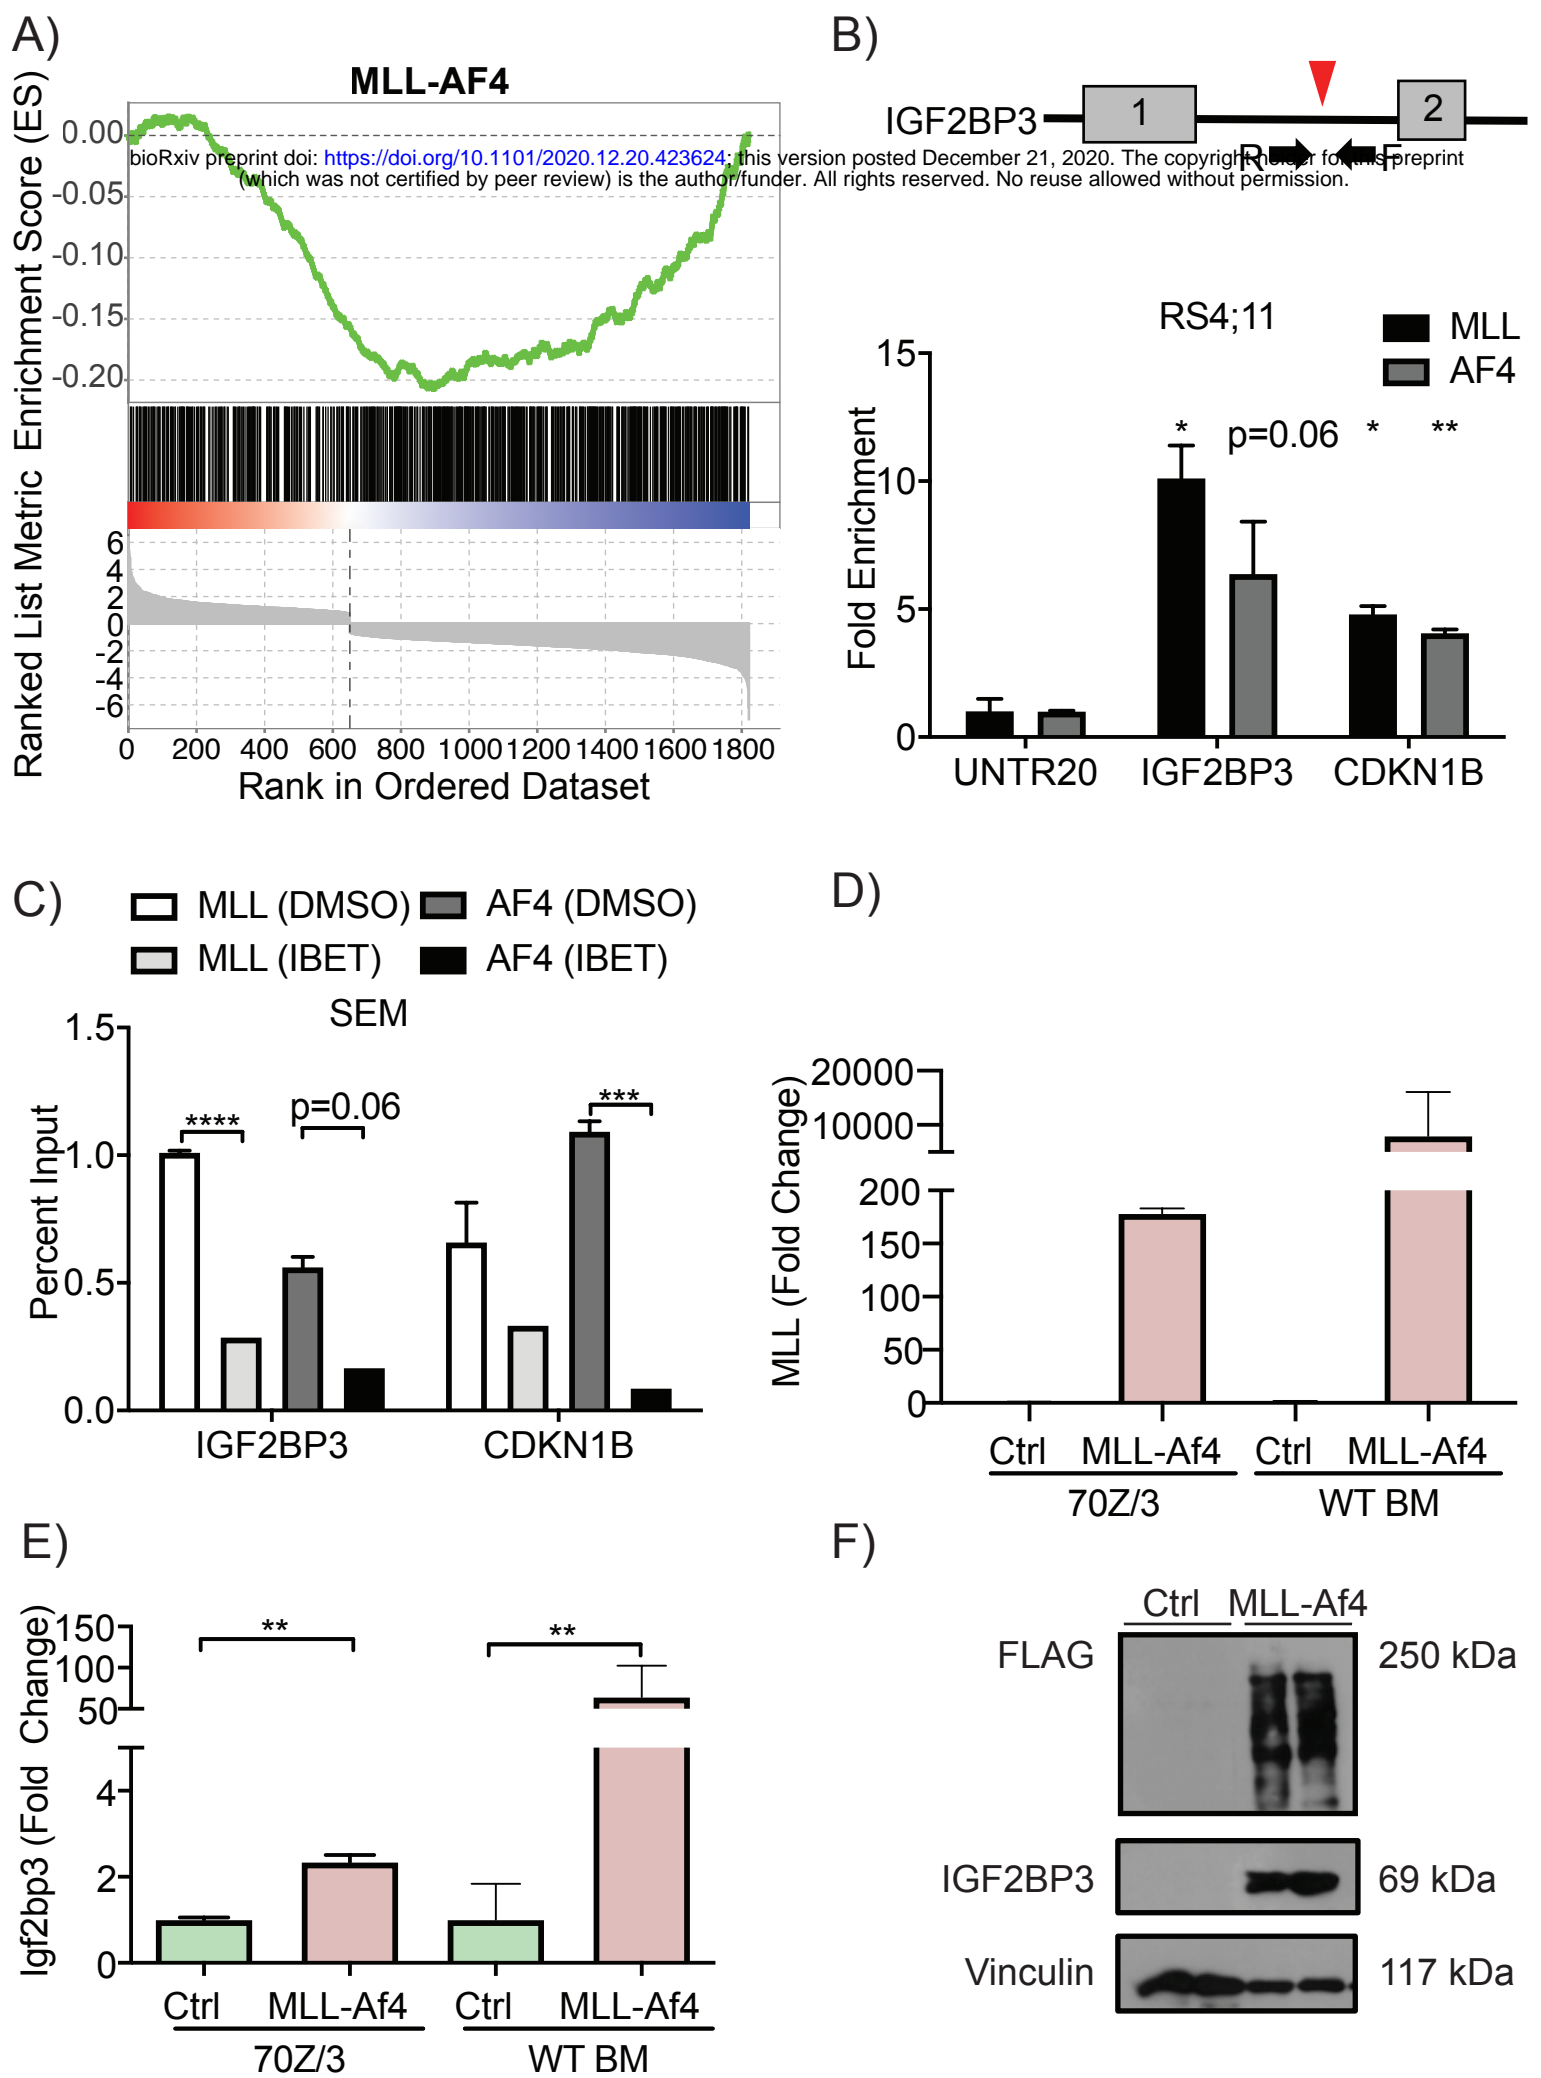 A)
MLL-AF4
Ranked List Metric Enrichment Score (ES)
0.00
-0.05
-0.10
-0.15
-0.20
6
4
2
0
-2
-4
-6
0 200 400 600 800 1000 1200 1400 1600 1800
Rank in Ordered Dataset
bioRxiv preprint doi: https://doi.org/10.1101/2020.12.20.423624; this version posted December 21, 2020. The copyright holder for this preprint
(which was not certified by peer review) is the author/funder. All rights reserved. No reuse allowed without permission.
B)
IGF2BP3 1 2
R F
RS4;11
MLL
AF4
Fold Enrichment
15
10
5
0
* p=0.06 * **
UNTR20 IGF2BP3 CDKN1B
C)
MLL (DMSO) AF4 (DMSO)
MLL (IBET) AF4 (IBET)
SEM
Percent Input
1.5
1.0
0.5
0.0
**** p=0.06 ***
IGF2BP3 CDKN1B
D)
MLL (Fold Change)
20000
10000
200
150
100
50
0
Ctrl MLL-Af4 Ctrl MLL-Af4
70Z/3 WT BM
E)
Igf2bp3 (Fold Change)
150
100
50
4
2
0
** **
Ctrl MLL-Af4 Ctrl MLL-Af4
70Z/3 WT BM
F)
Ctrl MLL-Af4
FLAG 250 kDa
IGF2BP3 69 kDa
Vinculin 117 kDa